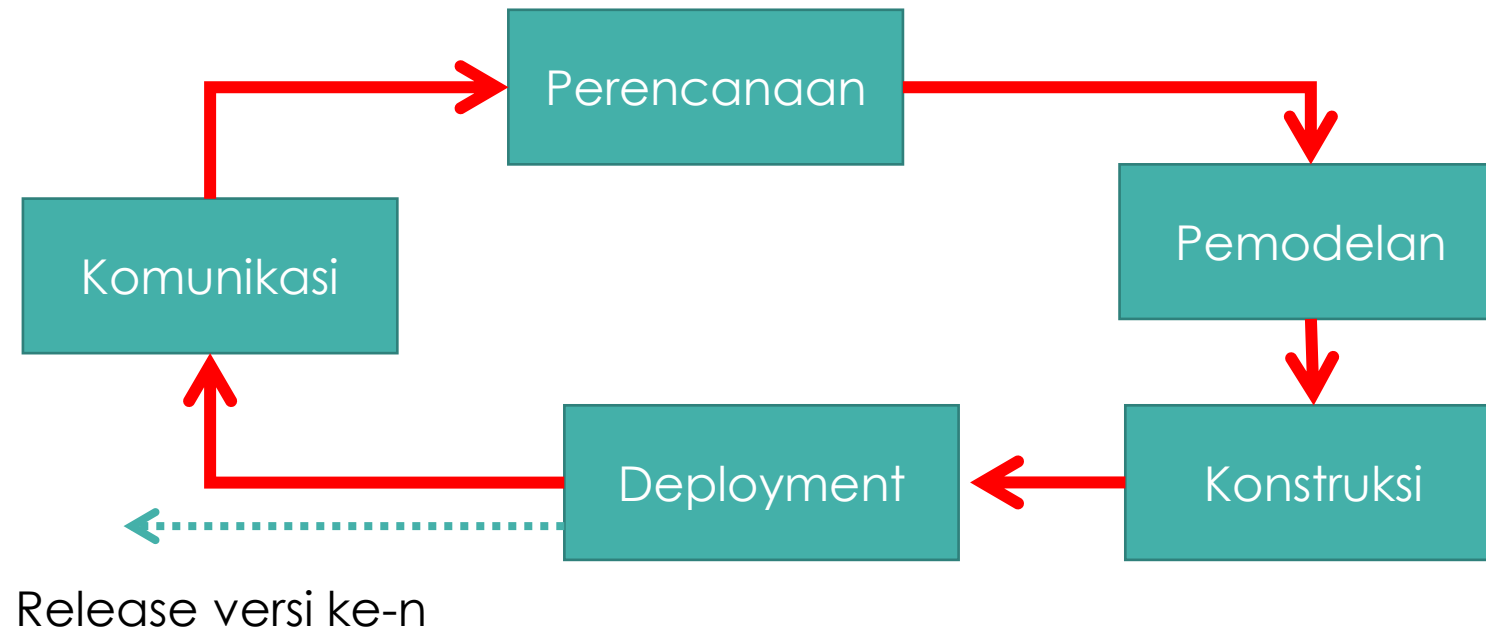 Perencanaan
Pemodelan
Komunikasi
Deployment
Konstruksi
Release versi ke-n